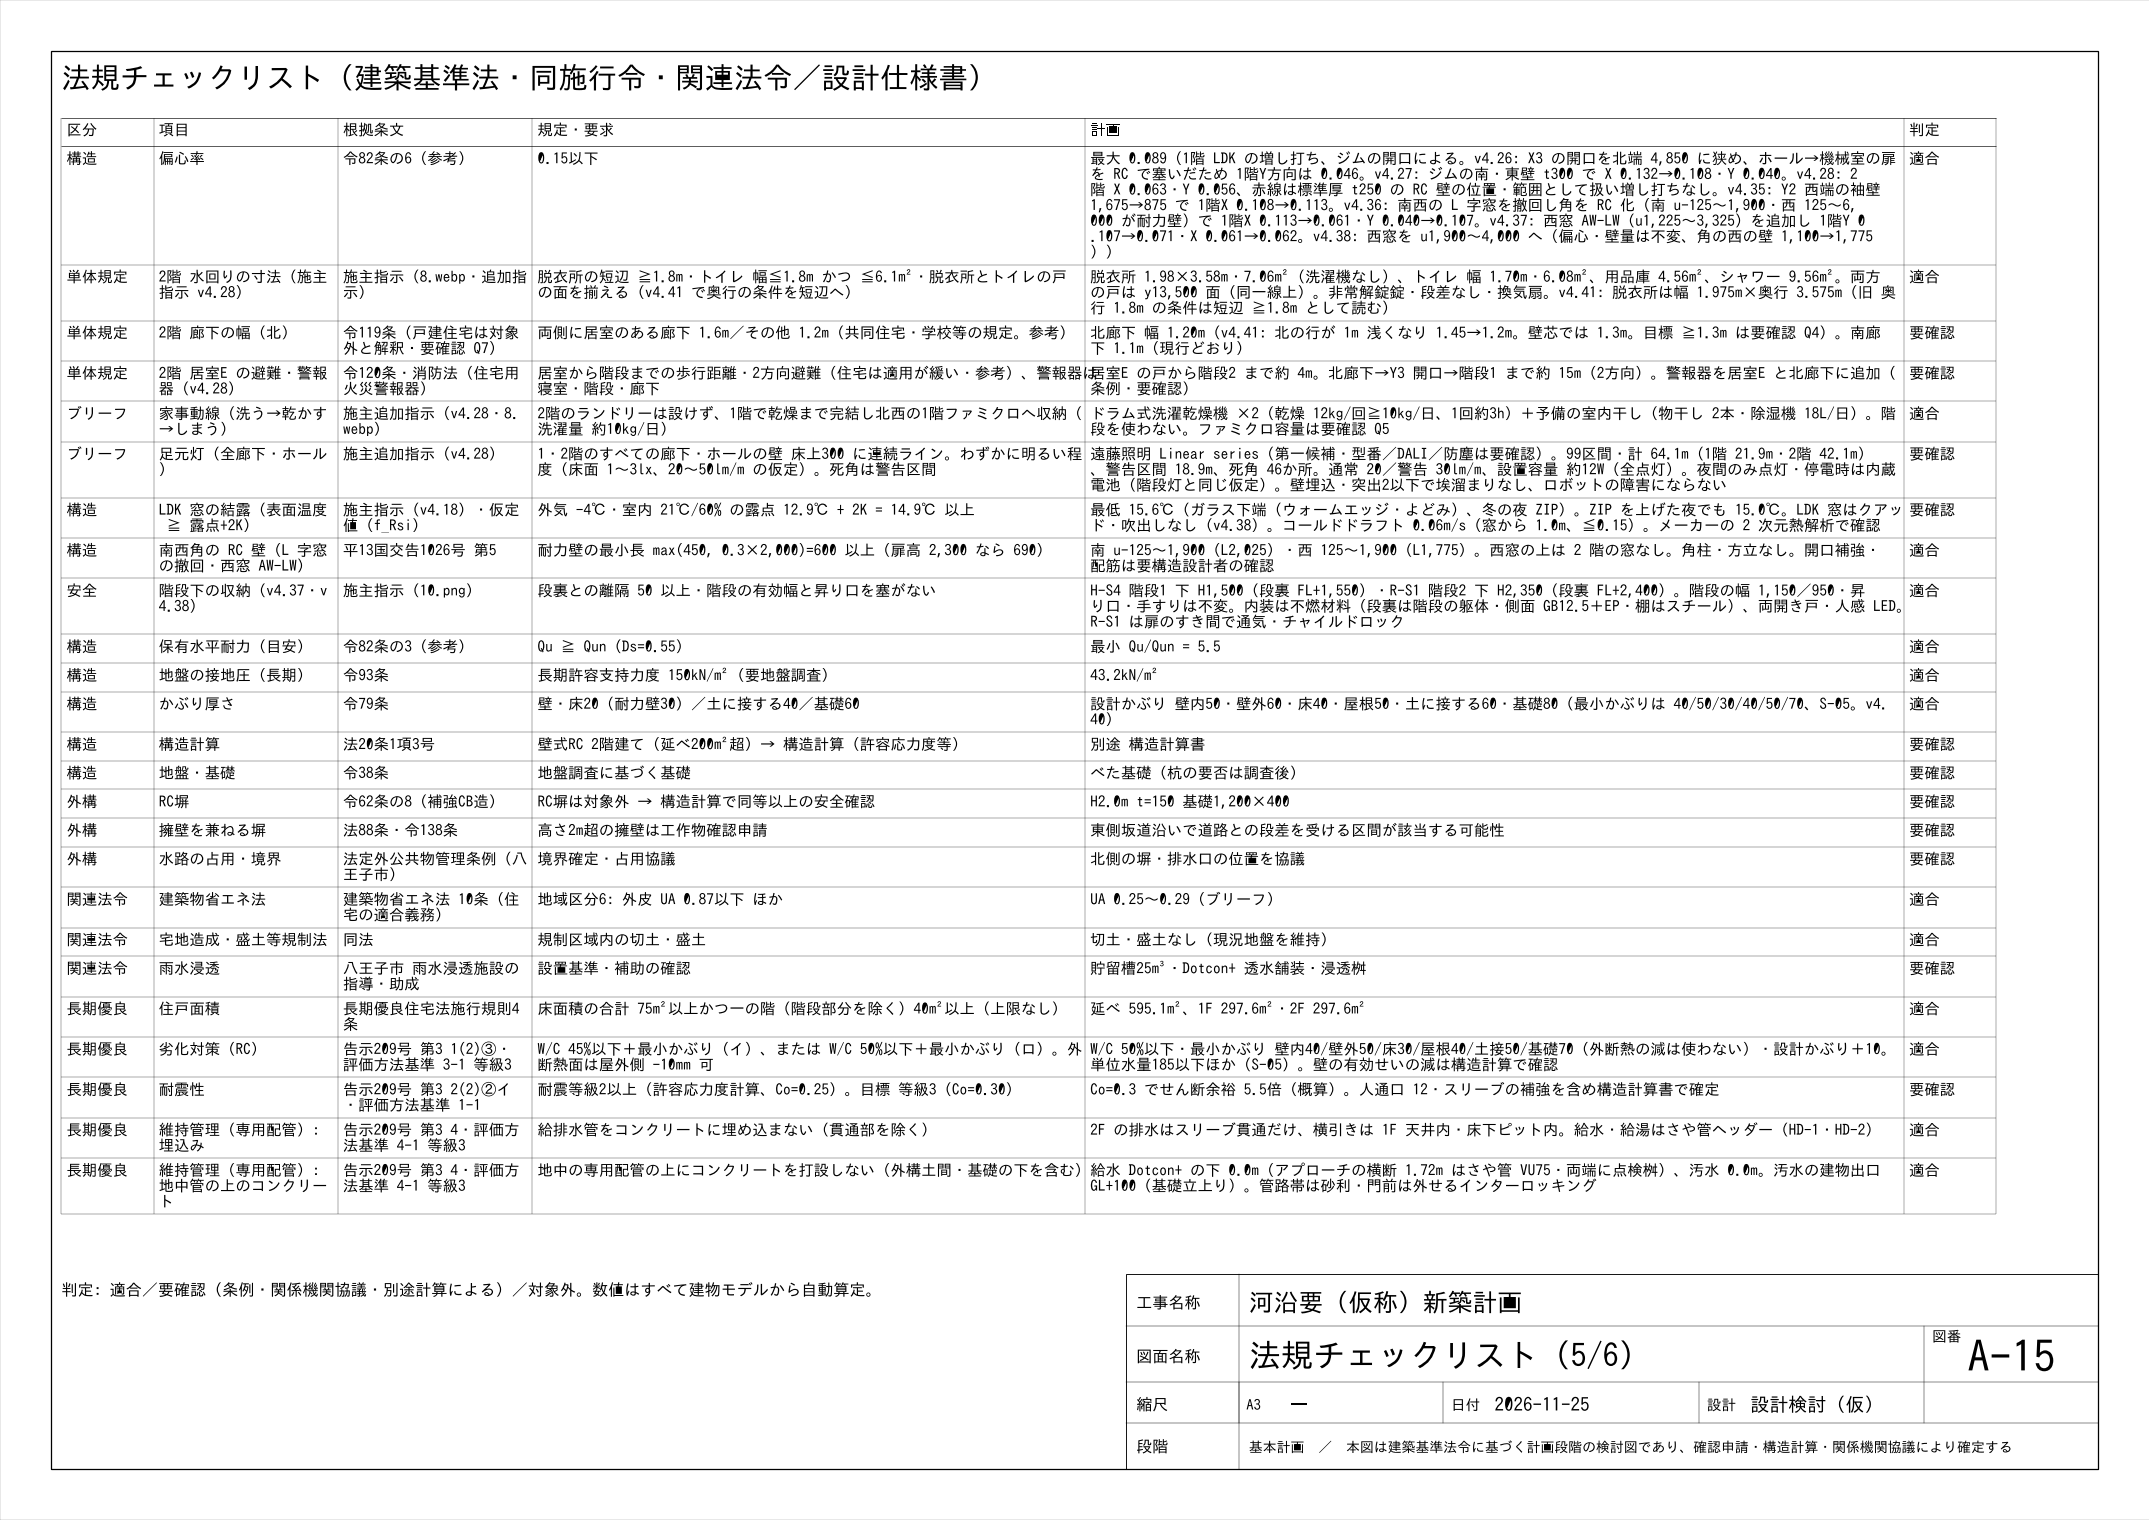 法規チェックリスト（建築基準法・同施行令・関連法令／設計仕様書）
区分 項目 根拠条文 規定・要求 計画 判定
構造 偏心率 令82条の6（参考） 0.15以下 最大 0.089（1階 LDK の増し打ち、ジムの開口による。v4.26: X3 の開口を北端 4,850 に狭め、ホール→機械室の扉 適合
を RC で塞いだため 1階Y方向は 0.046。v4.27: ジムの南・東壁 t300 で X 0.132→0.108・Y 0.040。v4.28: 2
階 X 0.063・Y 0.056、赤線は標準厚 t250 の RC 壁の位置・範囲として扱い増し打ちなし。v4.35: Y2 西端の袖壁
1,675→875 で 1階X 0.108→0.113。v4.36: 南西の L 字窓を撤回し角を RC 化（南 u-125〜1,900・西 125〜6,
000 が耐力壁）で 1階X 0.113→0.061・Y 0.040→0.107。v4.37: 西窓 AW-LW（u1,225〜3,325）を追加し 1階Y 0
.107→0.071・X 0.061→0.062。v4.38: 西窓を u1,900〜4,000 へ（偏心・壁量は不変、角の西の壁 1,100→1,775
））
単体規定 2階 水回りの寸法（施主 施主指示（8.webp・追加指 脱衣所の短辺 ≧1.8m・トイレ 幅≦1.8m かつ ≦6.1m²・脱衣所とトイレの戸 脱衣所 1.98×3.58m・7.06m²（洗濯機なし）、トイレ 幅 1.70m・6.08m²、用品庫 4.56m²、シャワー 9.56m²。両方 適合
指示 v4.28） 示） の面を揃える（v4.41 で奥行の条件を短辺へ） の戸は y13,500 面（同一線上）。非常解錠錠・段差なし・換気扇。v4.41: 脱衣所は幅 1.975m×奥行 3.575m（旧 奥
行 1.8m の条件は短辺 ≧1.8m として読む）
単体規定 2階 廊下の幅（北） 令119条（戸建住宅は対象 両側に居室のある廊下 1.6m／その他 1.2m（共同住宅・学校等の規定。参考） 北廊下 幅 1.20m（v4.41: 北の行が 1m 浅くなり 1.45→1.2m。壁芯では 1.3m。目標 ≧1.3m は要確認 Q4）。南廊 要確認
外と解釈・要確認 Q7） 下 1.1m（現行どおり）
単体規定 2階 居室E の避難・警報 令120条・消防法（住宅用 居室から階段までの歩行距離・2方向避難（住宅は適用が緩い・参考）、警報器は 居室E の戸から階段2 まで約 4m。北廊下→Y3 開口→階段1 まで約 15m（2方向）。警報器を居室E と北廊下に追加（ 要確認
器（v4.28） 火災警報器） 寝室・階段・廊下 条例・要確認）
ブリーフ 家事動線（洗う→乾かす 施主追加指示（v4.28・8. 2階のランドリーは設けず、1階で乾燥まで完結し北西の1階ファミクロへ収納（ ドラム式洗濯乾燥機 ×2（乾燥 12kg/回≧10kg/日、1回約3h）＋予備の室内干し（物干し 2本・除湿機 18L/日）。階 適合
→しまう） webp） 洗濯量 約10kg/日） 段を使わない。ファミクロ容量は要確認 Q5
ブリーフ 足元灯（全廊下・ホール 施主追加指示（v4.28） 1・2階のすべての廊下・ホールの壁 床上300 に連続ライン。わずかに明るい程 遠藤照明 Linear series（第一候補・型番／DALI／防塵は要確認）。99区間・計 64.1m（1階 21.9m・2階 42.1m） 要確認
） 度（床面 1〜3lx、20〜50lm/m の仮定）。死角は警告区間 、警告区間 18.9m、死角 46か所。通常 20／警告 30lm/m、設置容量 約12W（全点灯）。夜間のみ点灯・停電時は内蔵
電池（階段灯と同じ仮定）。壁埋込・突出2以下で埃溜まりなし、ロボットの障害にならない
構造 LDK 窓の結露（表面温度 施主指示（v4.18）・仮定 外気 -4℃・室内 21℃/60% の露点 12.9℃ + 2K = 14.9℃ 以上 最低 15.6℃（ガラス下端（ウォームエッジ・よどみ）、冬の夜 ZIP）。ZIP を上げた夜でも 15.0℃。LDK 窓はクアッ 要確認
≧ 露点+2K） 値（f_Rsi） ド・吹出しなし（v4.38）。コールドドラフト 0.06m/s（窓から 1.0m、≦0.15）。メーカーの 2 次元熱解析で確認
構造 南西角の RC 壁（L 字窓 平13国交告1026号 第5 耐力壁の最小長 max(450, 0.3×2,000)=600 以上（扉高 2,300 なら 690） 南 u-125〜1,900（L2,025）・西 125〜1,900（L1,775）。西窓の上は 2 階の窓なし。角柱・方立なし。開口補強・ 適合
の撤回・西窓 AW-LW） 配筋は要構造設計者の確認
安全 階段下の収納（v4.37・v 施主指示（10.png） 段裏との離隔 50 以上・階段の有効幅と昇り口を塞がない H-S4 階段1 下 H1,500（段裏 FL+1,550）・R-S1 階段2 下 H2,350（段裏 FL+2,400）。階段の幅 1,150／950・昇 適合
4.38） り口・手すりは不変。内装は不燃材料（段裏は階段の躯体・側面 GB12.5＋EP・棚はスチール）、両開き戸・人感 LED。
R-S1 は扉のすき間で通気・チャイルドロック
構造 保有水平耐力（目安） 令82条の3（参考） Qu ≧ Qun（Ds=0.55） 最小 Qu/Qun = 5.5 適合
構造 地盤の接地圧（長期） 令93条 長期許容支持力度 150kN/m²（要地盤調査） 43.2kN/m² 適合
構造 かぶり厚さ 令79条 壁・床20（耐力壁30）／土に接する40／基礎60 設計かぶり 壁内50・壁外60・床40・屋根50・土に接する60・基礎80（最小かぶりは 40/50/30/40/50/70、S-05。v4. 適合
40）
構造 構造計算 法20条1項3号 壁式RC 2階建て（延べ200m²超）→ 構造計算（許容応力度等） 別途 構造計算書 要確認
構造 地盤・基礎 令38条 地盤調査に基づく基礎 べた基礎（杭の要否は調査後） 要確認
外構 RC塀 令62条の8（補強CB造） RC塀は対象外 → 構造計算で同等以上の安全確認 H2.0m t=150 基礎1,200×400 要確認
外構 擁壁を兼ねる塀 法88条・令138条 高さ2m超の擁壁は工作物確認申請 東側坂道沿いで道路との段差を受ける区間が該当する可能性 要確認
外構 水路の占用・境界 法定外公共物管理条例（八 境界確定・占用協議 北側の塀・排水口の位置を協議 要確認
王子市）
関連法令 建築物省エネ法 建築物省エネ法 10条（住 地域区分6: 外皮 UA 0.87以下 ほか UA 0.25〜0.29（ブリーフ） 適合
宅の適合義務）
関連法令 宅地造成・盛土等規制法 同法 規制区域内の切土・盛土 切土・盛土なし（現況地盤を維持） 適合
関連法令 雨水浸透 八王子市 雨水浸透施設の 設置基準・補助の確認 貯留槽25m³・Dotcon+ 透水舗装・浸透桝 要確認
指導・助成
長期優良 住戸面積 長期優良住宅法施行規則4 床面積の合計 75m²以上かつ一の階（階段部分を除く）40m²以上（上限なし） 延べ 595.1m²、1F 297.6m²・2F 297.6m² 適合
条
長期優良 劣化対策（RC） 告示209号 第3 1(2)③・ W/C 45%以下＋最小かぶり（イ）、または W/C 50%以下＋最小かぶり（ロ）。外 W/C 50%以下・最小かぶり 壁内40/壁外50/床30/屋根40/土接50/基礎70（外断熱の減は使わない）・設計かぶり＋10。 適合
評価方法基準 3-1 等級3 断熱面は屋外側 -10mm 可 単位水量185以下ほか（S-05）。壁の有効せいの減は構造計算で確認
長期優良 耐震性 告示209号 第3 2(2)②イ 耐震等級2以上（許容応力度計算、Co=0.25）。目標 等級3（Co=0.30） Co=0.3 でせん断余裕 5.5倍（概算）。人通口 12・スリーブの補強を含め構造計算書で確定 要確認
・評価方法基準 1-1
長期優良 維持管理（専用配管）: 告示209号 第3 4・評価方 給排水管をコンクリートに埋め込まない（貫通部を除く） 2F の排水はスリーブ貫通だけ、横引きは 1F 天井内・床下ピット内。給水・給湯はさや管ヘッダー（HD-1・HD-2） 適合
埋込み 法基準 4-1 等級3
長期優良 維持管理（専用配管）: 告示209号 第3 4・評価方 地中の専用配管の上にコンクリートを打設しない（外構土間・基礎の下を含む） 給水 Dotcon+ の下 0.0m（アプローチの横断 1.72m はさや管 VU75・両端に点検桝）、汚水 0.0m。汚水の建物出口 適合
地中管の上のコンクリー 法基準 4-1 等級3 GL+100（基礎立上り）。管路帯は砂利・門前は外せるインターロッキング
ト
判定: 適合／要確認（条例・関係機関協議・別途計算による）／対象外。数値はすべて建物モデルから自動算定。
工事名称 河沿要（仮称）新築計画
図面名称 法規チェックリスト（5/6） 図番 A-15
縮尺 A3 — 日付 2026-11-25 設計 設計検討（仮）
段階 基本計画 ／ 本図は建築基準法令に基づく計画段階の検討図であり、確認申請・構造計算・関係機関協議により確定する